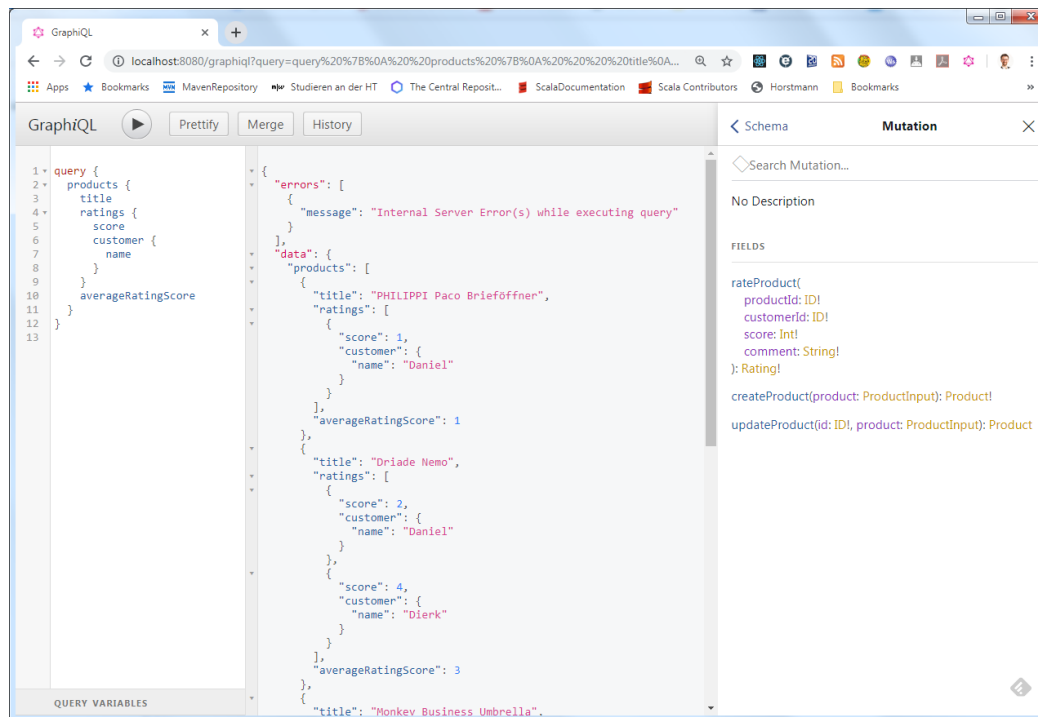 GraphiQL
localhost:8080/graphiql?query=query%20%7B%0A%20%20products%20%7B%0A%20%20%20%20title%0A...
Apps Bookmarks MavenRepository Studieren an der HT The Central Reposit... ScalaDocumentation Scala Contributors Horstmann Bookmarks »
GraphiQL Prettify Merge History
1 query {
2 products {
3 title
4 ratings {
5 score
6 customer {
7 name
8 }
9 }
10 averageRatingScore
11 }
12 }
13
QUERY VARIABLES
{
"errors": [
{
"message": "Internal Server Error(s) while executing query"
}
],
"data": {
"products": [
{
"title": "PHILIPPI Paco Brieföffner",
"ratings": [
{
"score": 1,
"customer": {
"name": "Daniel"
}
}
],
"averageRatingScore": 1
},
{
"title": "Driade Nemo",
"ratings": [
{
"score": 2,
"customer": {
"name": "Daniel"
}
},
{
"score": 4,
"customer": {
"name": "Dierk"
}
}
],
"averageRatingScore": 3
},
{
"title": "Monkey Business Umbrella",
Schema Mutation
Search Mutation...
No Description
FIELDS
rateProduct(
productId: ID!
customerId: ID!
score: Int!
comment: String!
): Rating!
createProduct(product: ProductInput): Product!
updateProduct(id: ID!, product: ProductInput): Product